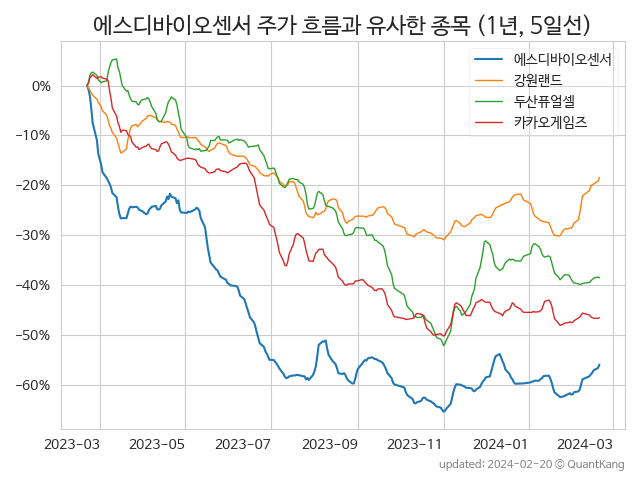 에스디바이오센서 주가 흐름과 유사한 종목 (1년, 5일선)
에스디바이오센서
강원랜드
두산퓨얼셀
카카오게임즈
0%
−10%
−20%
−30%
−40%
−50%
−60%
2023-03 2023-05 2023-07 2023-09 2023-11 2024-01 2024-03
updated: 2024-02-20 © QuantKang